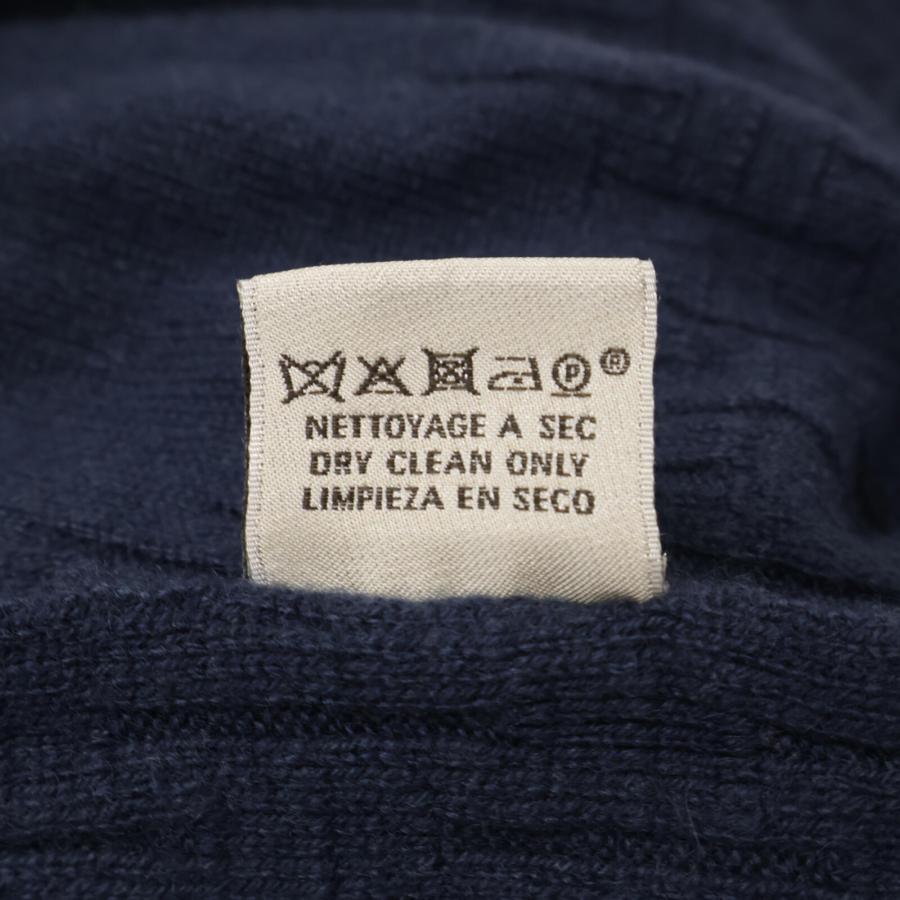 P ®
NETTOYAGE A SEC
DRY CLEAN ONLY
LIMPIEZA EN SECO